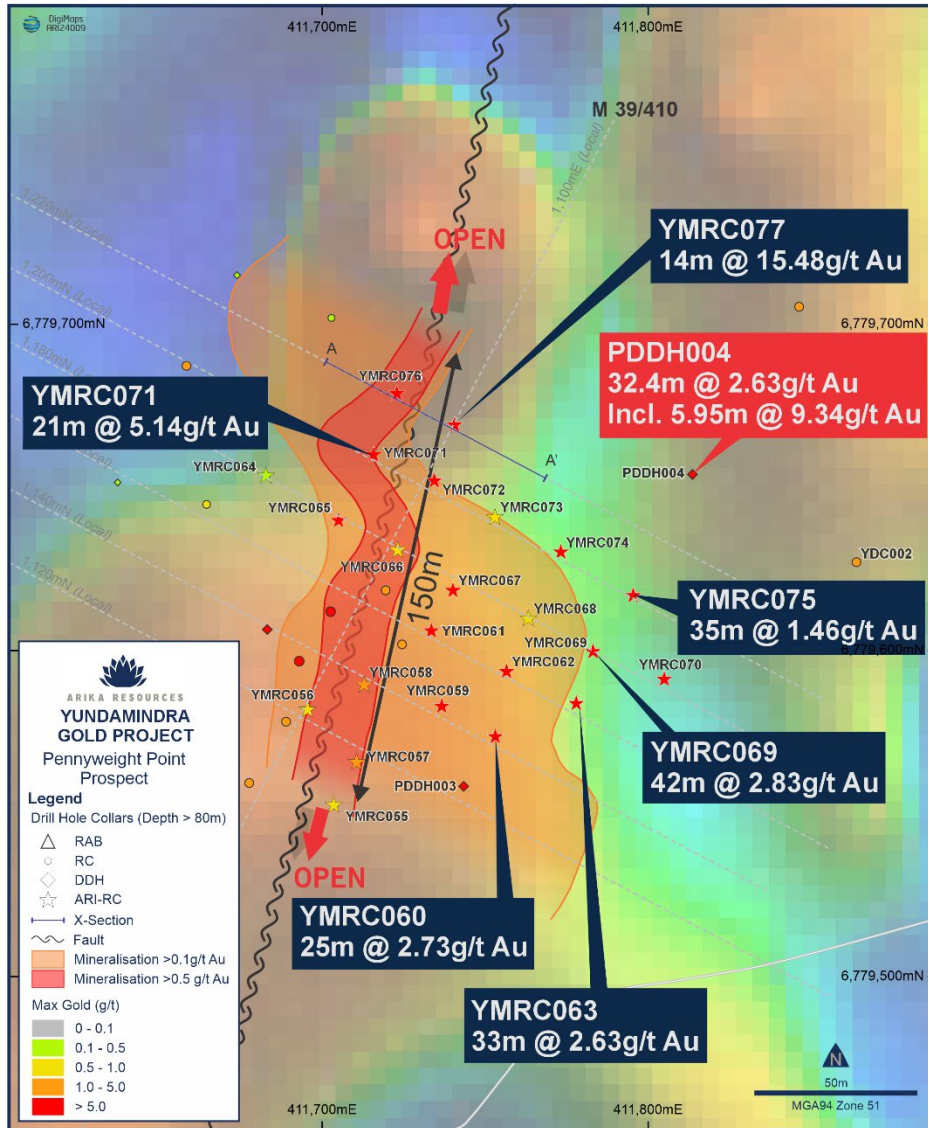 DigiMaps
ARI24009
411,700mE
411,800mE
M 39/410
1,100mE (Local)
1,220mN (Local)
1,200mN (Local)
1,180mN (Local)
1,140mN (Local)
1,120mN (Local)
6,779,700mN
6,779,600mN
6,779,500mN
OPEN
YMRC077
14m @ 15.48g/t Au
PDDH004
32.4m @ 2.63g/t Au
Incl. 5.95m @ 9.34g/t Au
YMRC071
21m @ 5.14g/t Au
A
A'
YMRC076
YMRC071
YMRC064
YMRC072
PDDH004
YMRC065
YMRC073
YMRC074
YMRC066
YDC002
150m
YMRC067
YMRC068
YMRC061
YMRC069
YMRC062
YMRC070
YMRC058
YMRC059
YMRC056
YMRC057
PDDH003
YMRC055
OPEN
YMRC075
35m @ 1.46g/t Au
YMRC069
42m @ 2.83g/t Au
YMRC060
25m @ 2.73g/t Au
YMRC063
33m @ 2.63g/t Au
ARIKA RESOURCES
YUNDAMINDRA
GOLD PROJECT
Pennyweight Point
Prospect
Legend
Drill Hole Collars (Depth > 80m)
RAB
RC
DDH
ARI-RC
X-Section
Fault
Mineralisation >0.1g/t Au
Mineralisation >0.5 g/t Au
Max Gold (g/t)
0 - 0.1
0.1 - 0.5
0.5 - 1.0
1.0 - 5.0
> 5.0
411,700mE
411,800mE
N
50m
MGA94 Zone 51